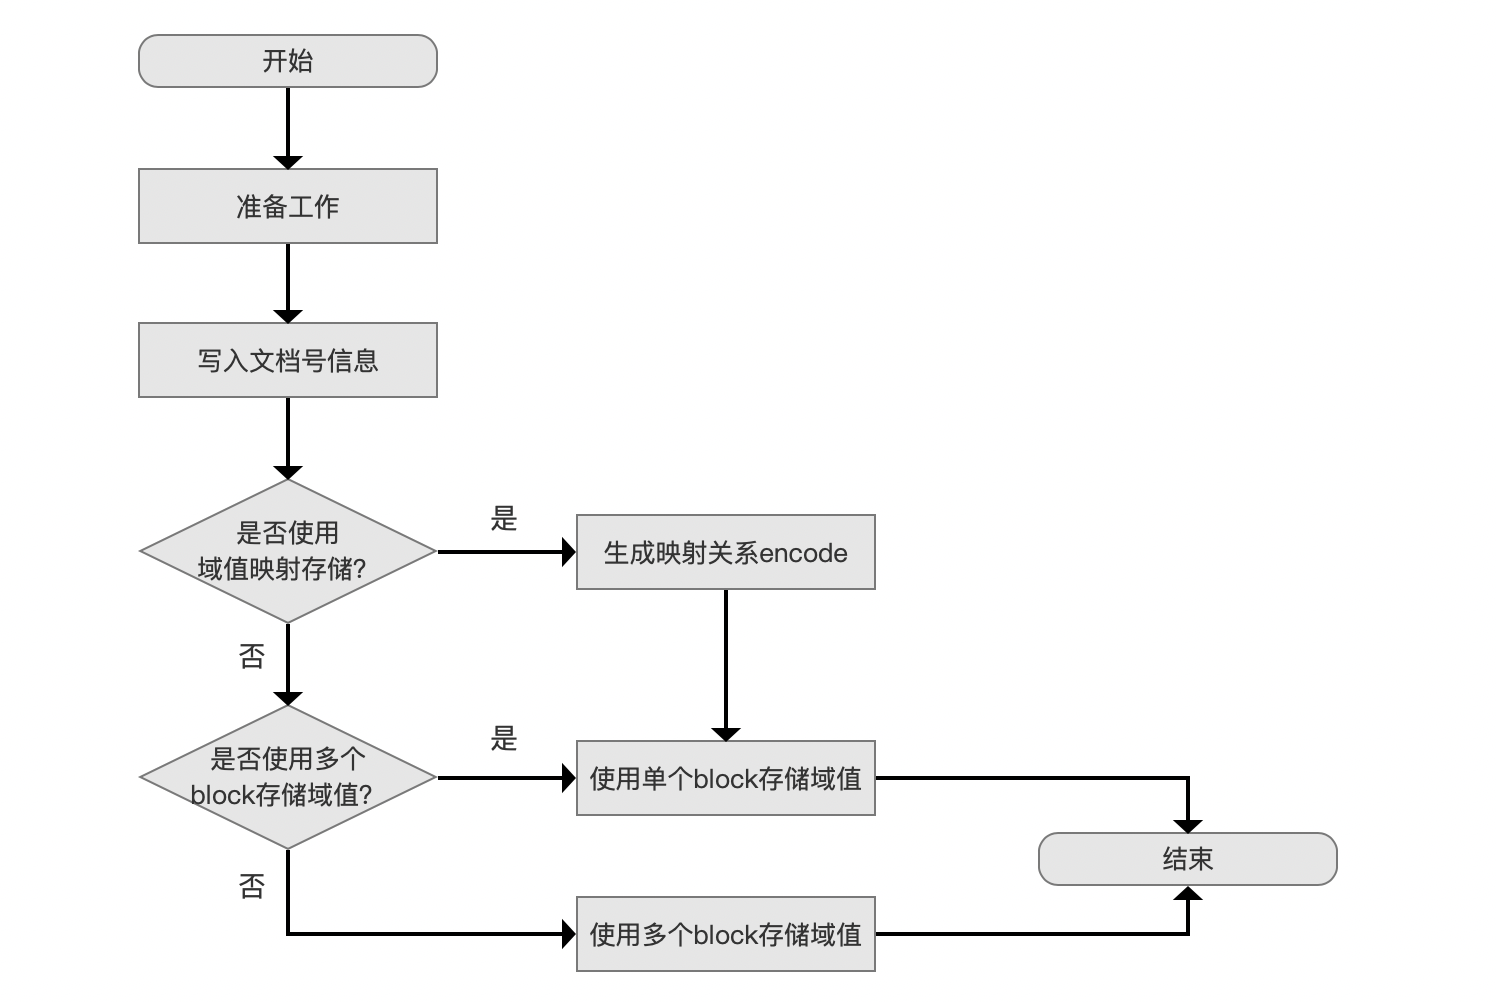 开始
准备工作
写入文档号信息
是否使用
域值映射存储?
是
生成映射关系encode
否
是否使用多个
block存储域值?
是
使用单个block存储域值
结束
否
使用多个block存储域值